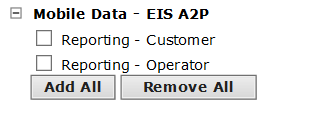 Mobile Data - EIS A2P
Reporting - Customer
Reporting - Operator
Add All Remove All